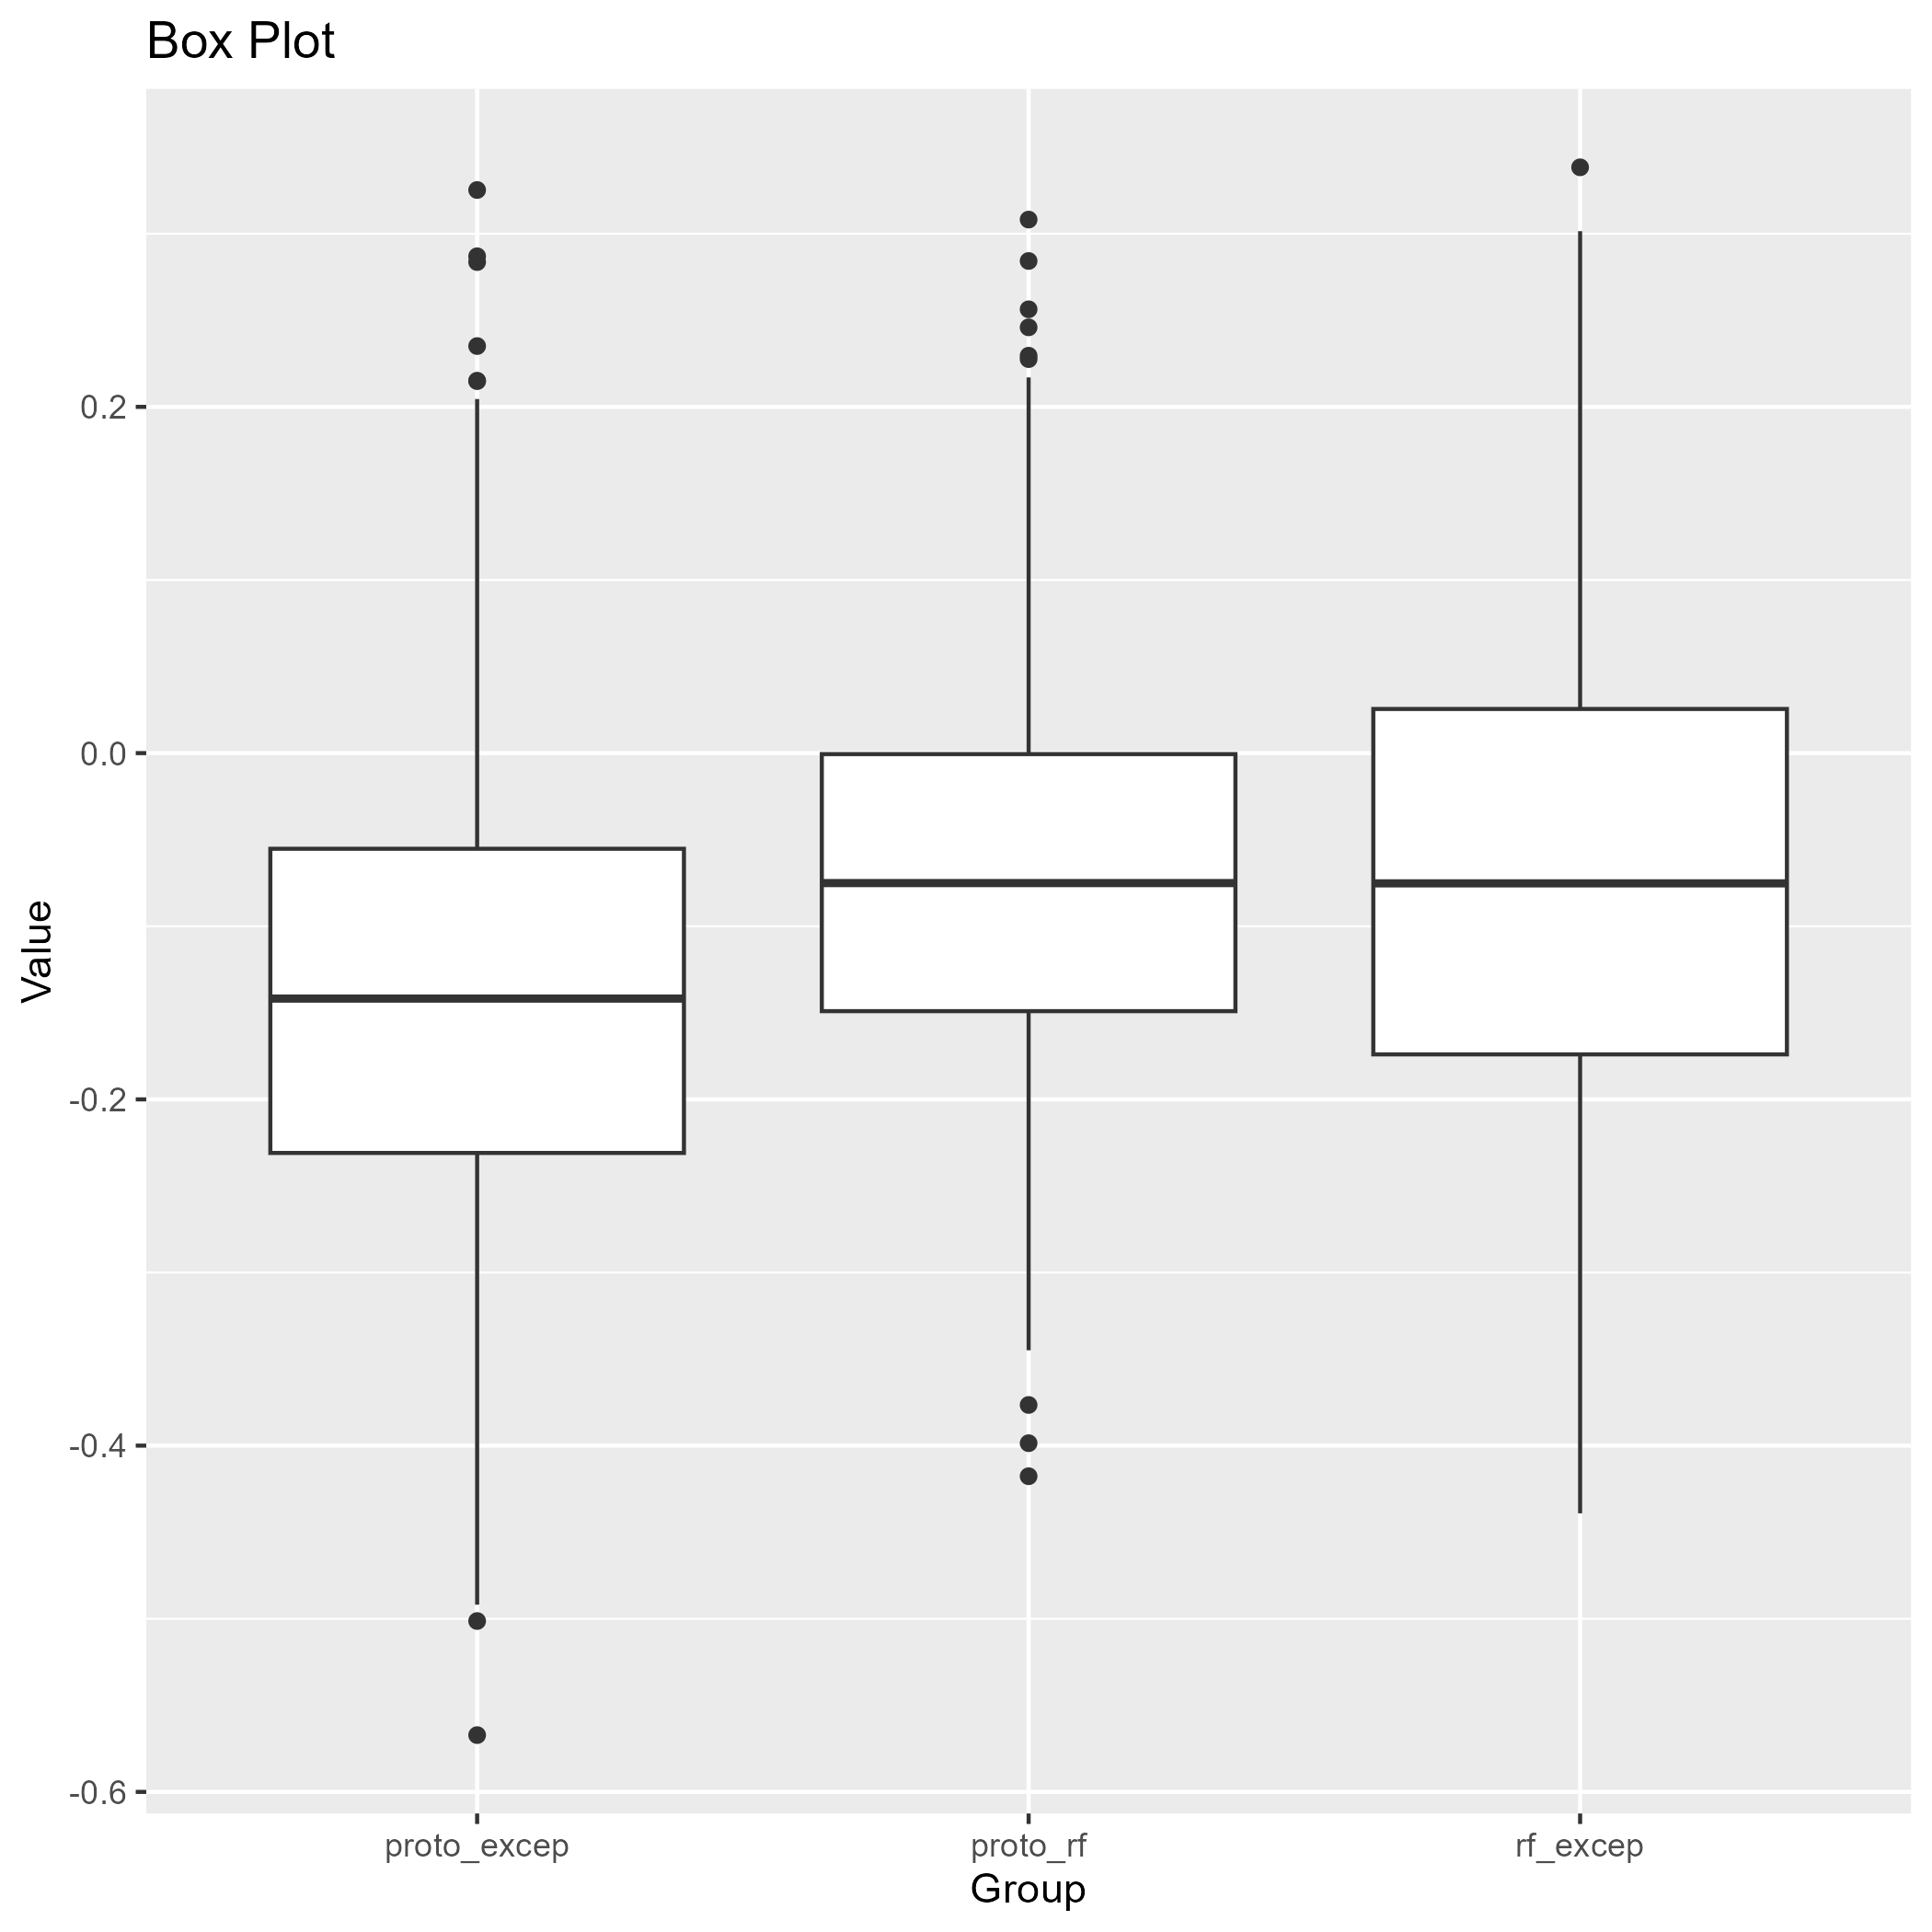 Box Plot
0.2
0.0
-0.2
-0.4
-0.6
Value
proto_excep
proto_rf
rf_excep
Group